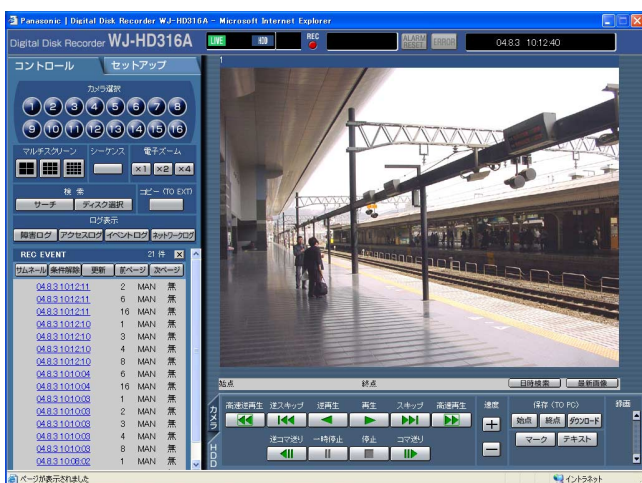 Panasonic | Digital Disk Recorder WJ-HD316A - Microsoft Internet Explorer
Digital Disk Recorder WJ-HD316A
LIVE HDD REC ALARM RESET ERROR 04.8.3 10:12:40
コントロール セットアップ
カメラ選択
1 2 3 4 5 6 7 8
9 10 11 12 13 14 15 16
マルチスクリーン シーケンス 電子ズーム
×1 ×2 ×4
検 索 コピー (TO EXT)
サーチ ディスク選択
ログ表示
障害ログ アクセスログ イベントログ ネットワークログ
REC EVENT 21 件
サムネール 条件解除 更新 前ページ 次ページ
04.8.3 10:12:11 2 MAN 無
04.8.3 10:12:11 6 MAN 無
04.8.3 10:12:11 16 MAN 無
04.8.3 10:12:10 1 MAN 無
04.8.3 10:12:10 3 MAN 無
04.8.3 10:12:10 4 MAN 無
04.8.3 10:12:10 8 MAN 無
04.8.3 10:10:04 6 MAN 無
04.8.3 10:10:04 16 MAN 無
04.8.3 10:10:03 1 MAN 無
04.8.3 10:10:03 2 MAN 無
04.8.3 10:10:03 3 MAN 無
04.8.3 10:10:03 4 MAN 無
04.8.3 10:10:03 8 MAN 無
04.8.3 10:08:02 1 MAN 無
1
始点 終点 日時検索 最新画像
カメラ
HDD
高速逆再生 逆スキップ 逆再生 再生 スキップ 高速再生 速度 保存 (TO PC) 録画
始点 終点 ダウンロード
逆コマ送り 一時停止 停止 コマ送り
マーク テキスト
ページが表示されました イントラネット